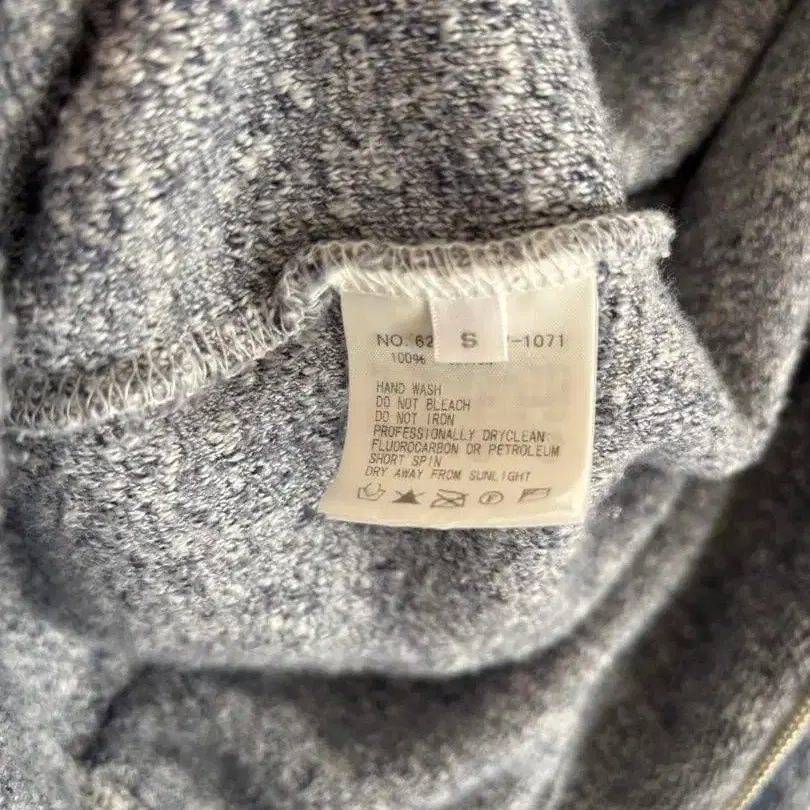 NO. 62 S -1071
100%
HAND WASH
DO NOT BLEACH
DO NOT IRON
PROFESSIONALLY DRYCLEAN
FLUOROCARBON OR PETROLEUM
SHORT SPIN
DRY AWAY FROM SUNLIGHT